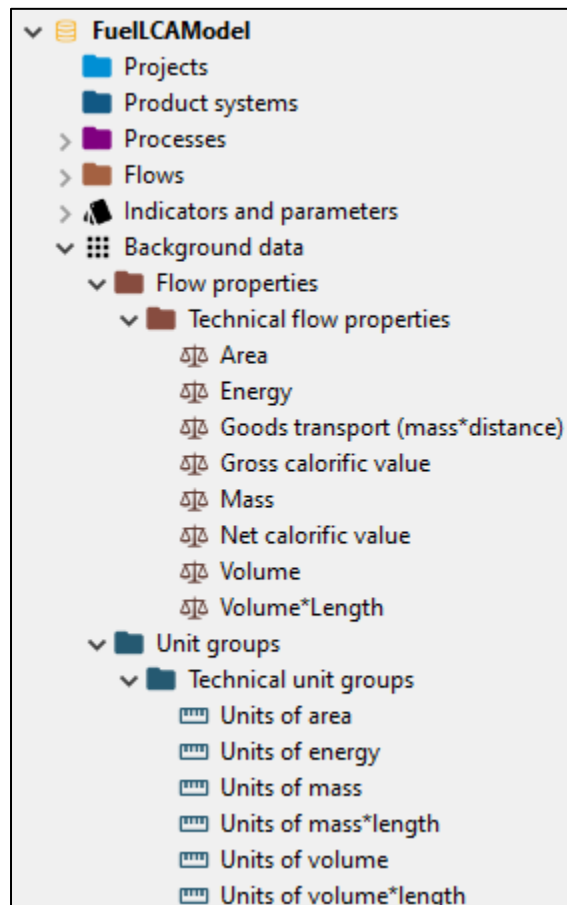 FuelLCAModel
Projects
Product systems
Processes
Flows
Indicators and parameters
Background data
Flow properties
Technical flow properties
Area
Energy
Goods transport (mass*distance)
Gross calorific value
Mass
Net calorific value
Volume
Volume*Length
Unit groups
Technical unit groups
Units of area
Units of energy
Units of mass
Units of mass*length
Units of volume
Units of volume*length